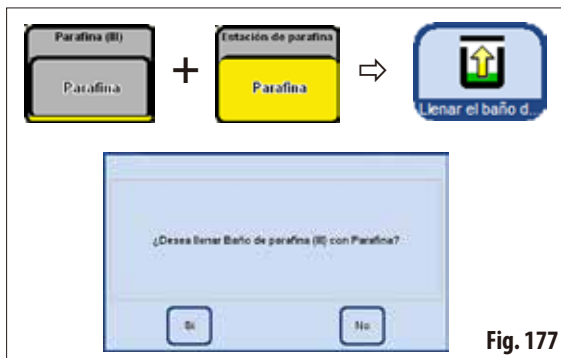 Parafina (III)
Parafina
+
Estación de parafina
Parafina
Llenar el baño d...
¿Desea llenar Baño de parafina (III) con Parafina?
Sí
No
Fig. 177